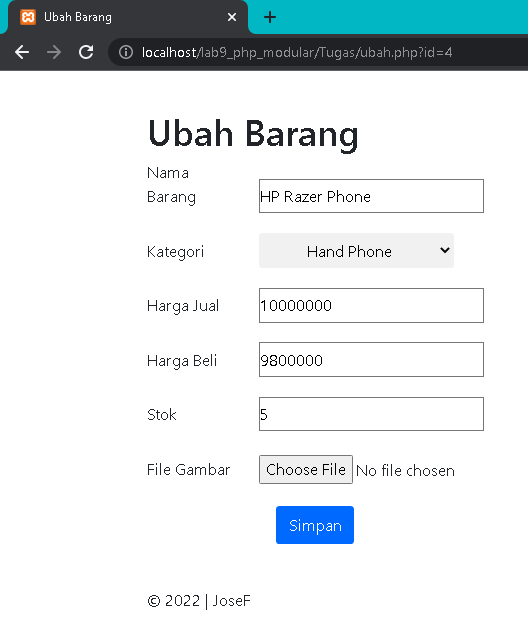 Ubah Barang
localhost/lab9_php_modular/Tugas/ubah.php?id=4
Ubah Barang
Nama
Barang
HP Razer Phone
Kategori
Hand Phone
Harga Jual
10000000
Harga Beli
9800000
Stok
5
File Gambar
Choose File No file chosen
Simpan
© 2022 | JoseF